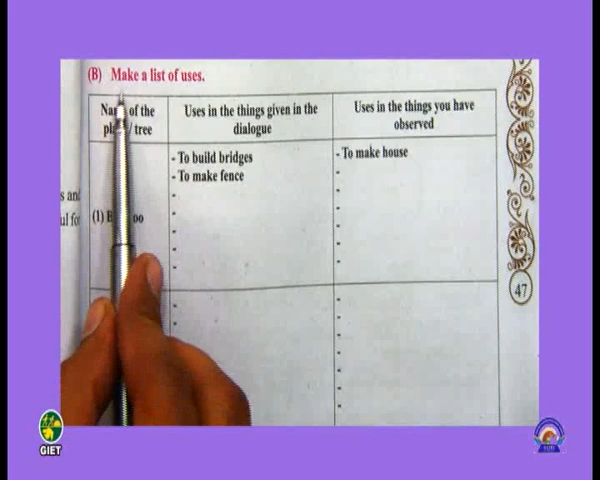 (B) Make a list of uses.
of the
/ tree
Uses in the things given in the
dialogue
Uses in the things you have
observed
- To build bridges
- To make fence
- To make house
(1)
47
GIET